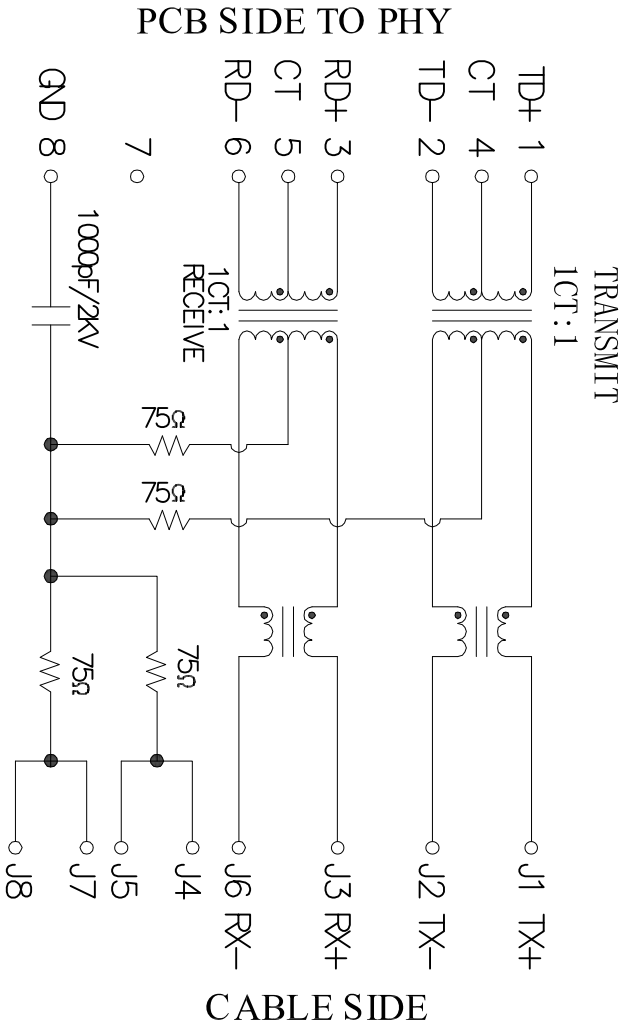 PCB SIDE TO PHY
GND 8
7
RD- 6
CT 5
RD+ 3
TD- 2
CT 4
TD+ 1
1000pF/2KV
1CT:1
RECEIVE
TRANSMIT
1CT:1
75Ω
75Ω
75Ω
75Ω
J8
J7
J5
J4
J6 RX-
J3 RX+
J2 TX-
J1 TX+
CABLE SIDE